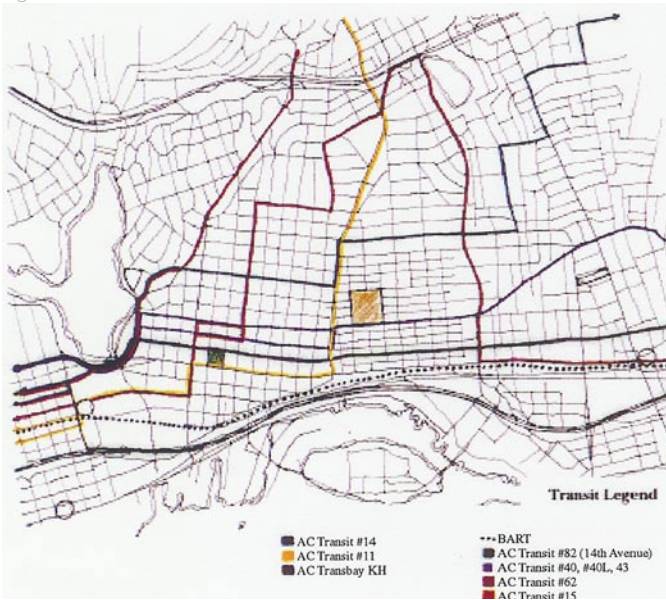 Transit Legend
AC Transit #14
AC Transit #11
AC Transbay KH
BART
AC Transit #82 (14th Avenue)
AC Transit #40, #40L, 43
AC Transit #62
AC Transit #15